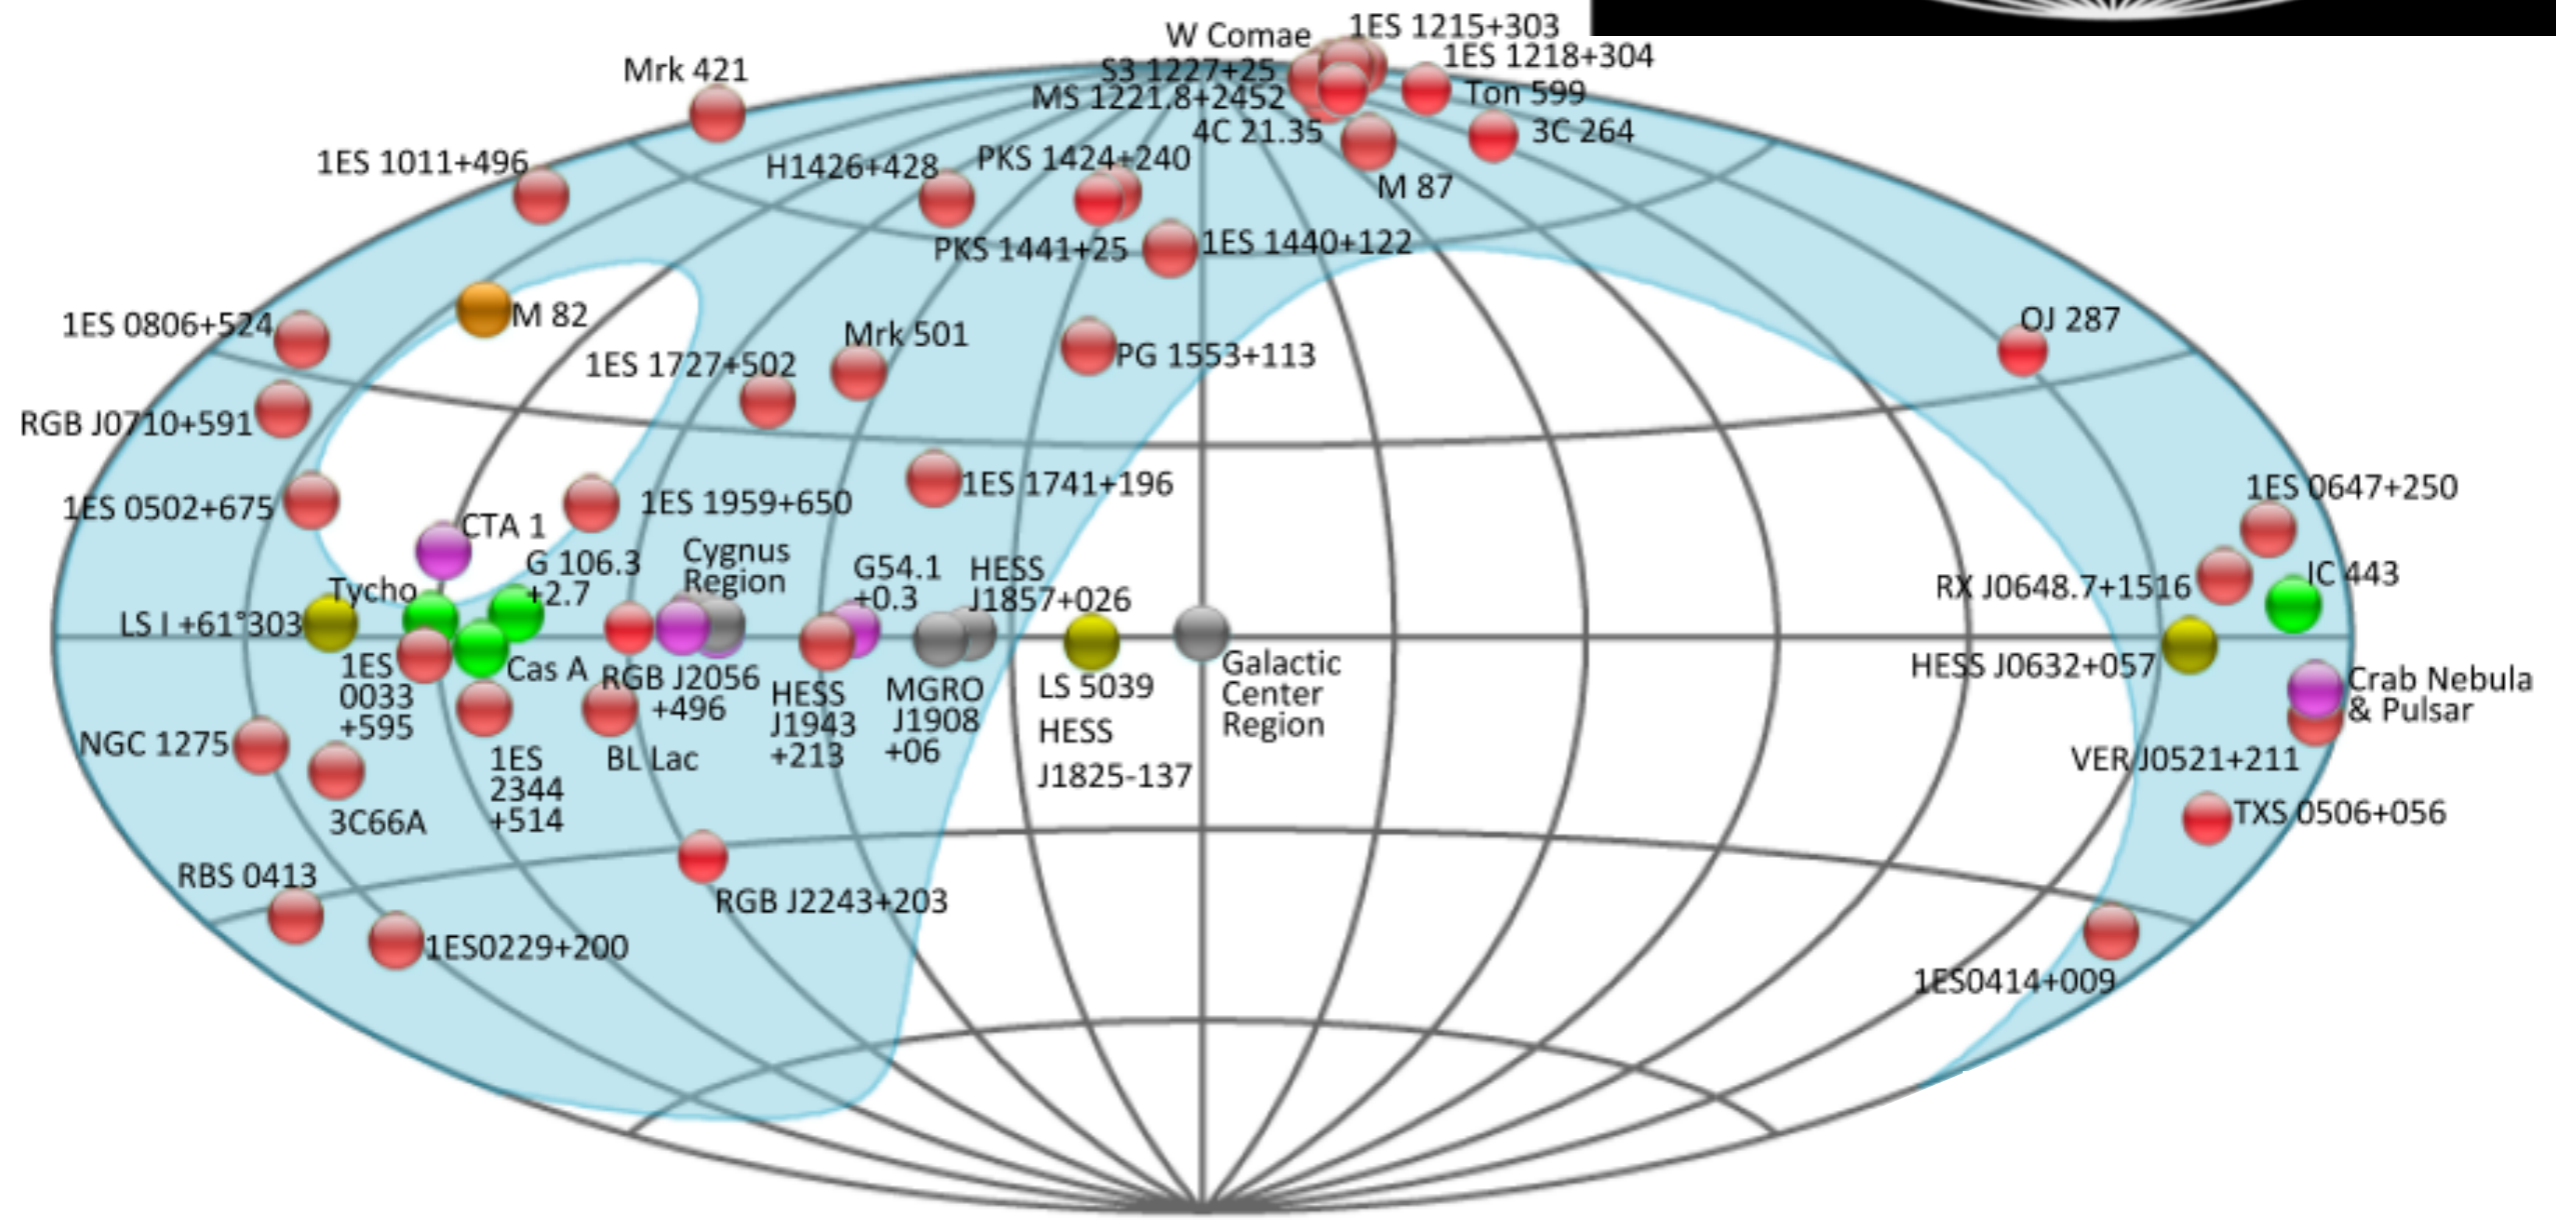 1ES 1215+303
W Comae
1ES 1218+304
Mrk 421
S3 1227+25
MS 1221.8+2452
Ton 599
4C 21.35
3C 264
1ES 1011+496
H1426+428
PKS 1424+240
M 87
PKS 1441+25
1ES 1440+122
M 82
1ES 0806+524
OJ 287
Mrk 501
1ES 1727+502
PG 1553+113
RGB J0710+591
1ES 0502+675
1ES 1741+196
1ES 1959+650
1ES 0647+250
CTA 1
G 106.3
+2.7
Cygnus
Region
G54.1
+0.3
HESS
J1857+026
Tycho
RX J0648.7+1516
IC 443
LS I +61°303
1ES
0033
+595
Cas A
RGB J2056
+496
HESS
J1943
+213
MGRO
J1908
+06
LS 5039
HESS
J1825-137
Galactic
Center
Region
HESS J0632+057
Crab Nebula
& Pulsar
NGC 1275
3C66A
1ES
2344
+514
BL Lac
VER J0521+211
TXS 0506+056
RBS 0413
RGB J2243+203
1ES0229+200
1ES0414+009